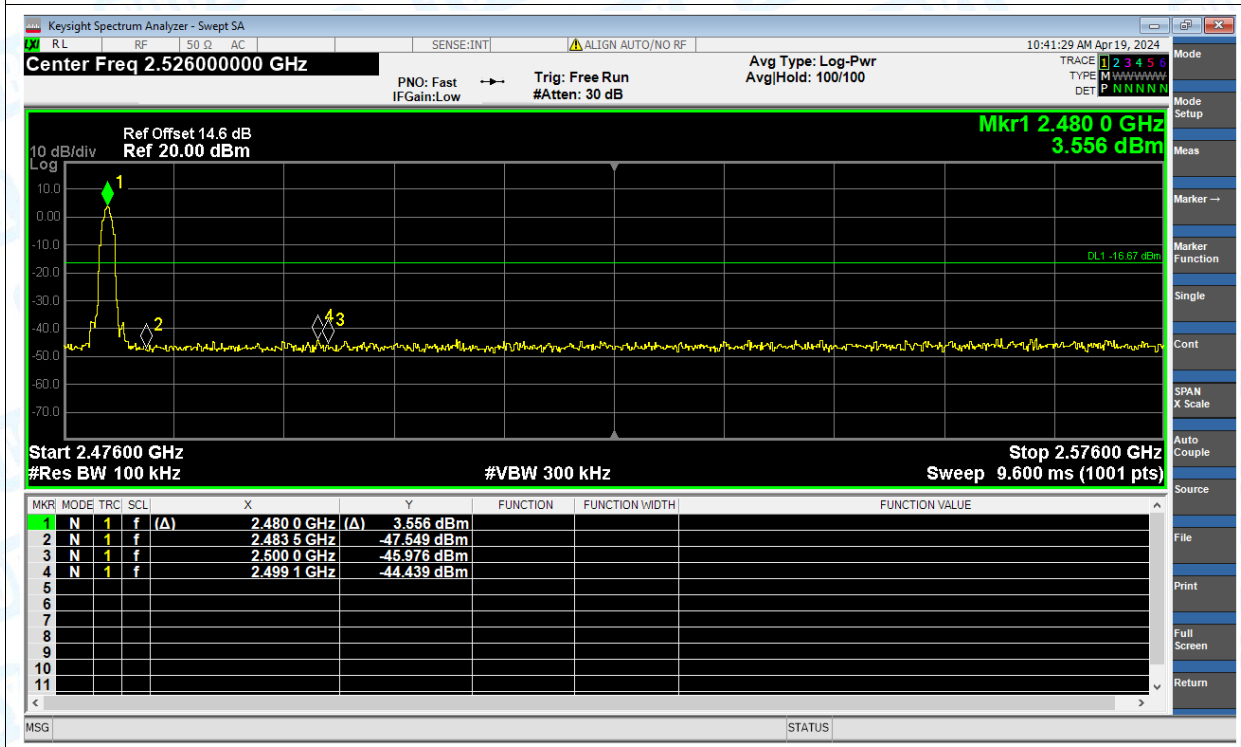 Keysight Spectrum Analyzer - Swept SA
LXI RL RF 50 Ω AC SENSE:INT ALIGN AUTO/NO RF 10:41:29 AM Apr 19, 2024
Center Freq 2.526000000 GHz
PNO: Fast
IFGain:Low
Trig: Free Run
#Atten: 30 dB
Avg Type: Log-Pwr
Avg|Hold: 100/100
TRACE 1 2 3 4 5 6
TYPE M WWWWW
DET P N N N N N
Mkr1 2.480 0 GHz
3.556 dBm
Ref Offset 14.6 dB
10 dB/div Ref 20.00 dBm
Log
1
10.0
0.00
-10.0
DL1 -16.67 dBm
-20.0
-30.0
2
4 3
-40.0
-50.0
-60.0
-70.0
Start 2.47600 GHz Stop 2.57600 GHz
#Res BW 100 kHz #VBW 300 kHz Sweep 9.600 ms (1001 pts)
MKR MODE TRC SCL X Y FUNCTION FUNCTION WIDTH FUNCTION VALUE
1 N 1 f (Δ) 2.480 0 GHz (Δ) 3.556 dBm
2 N 1 f 2.483 5 GHz -47.549 dBm
3 N 1 f 2.500 0 GHz -45.976 dBm
4 N 1 f 2.499 1 GHz -44.439 dBm
5
6
7
8
9
10
11
MSG STATUS
Mode
Mode
Setup
Meas
Marker →
Marker
Function
Single
Cont
SPAN
X Scale
Auto
Couple
Source
File
Print
Full
Screen
Return